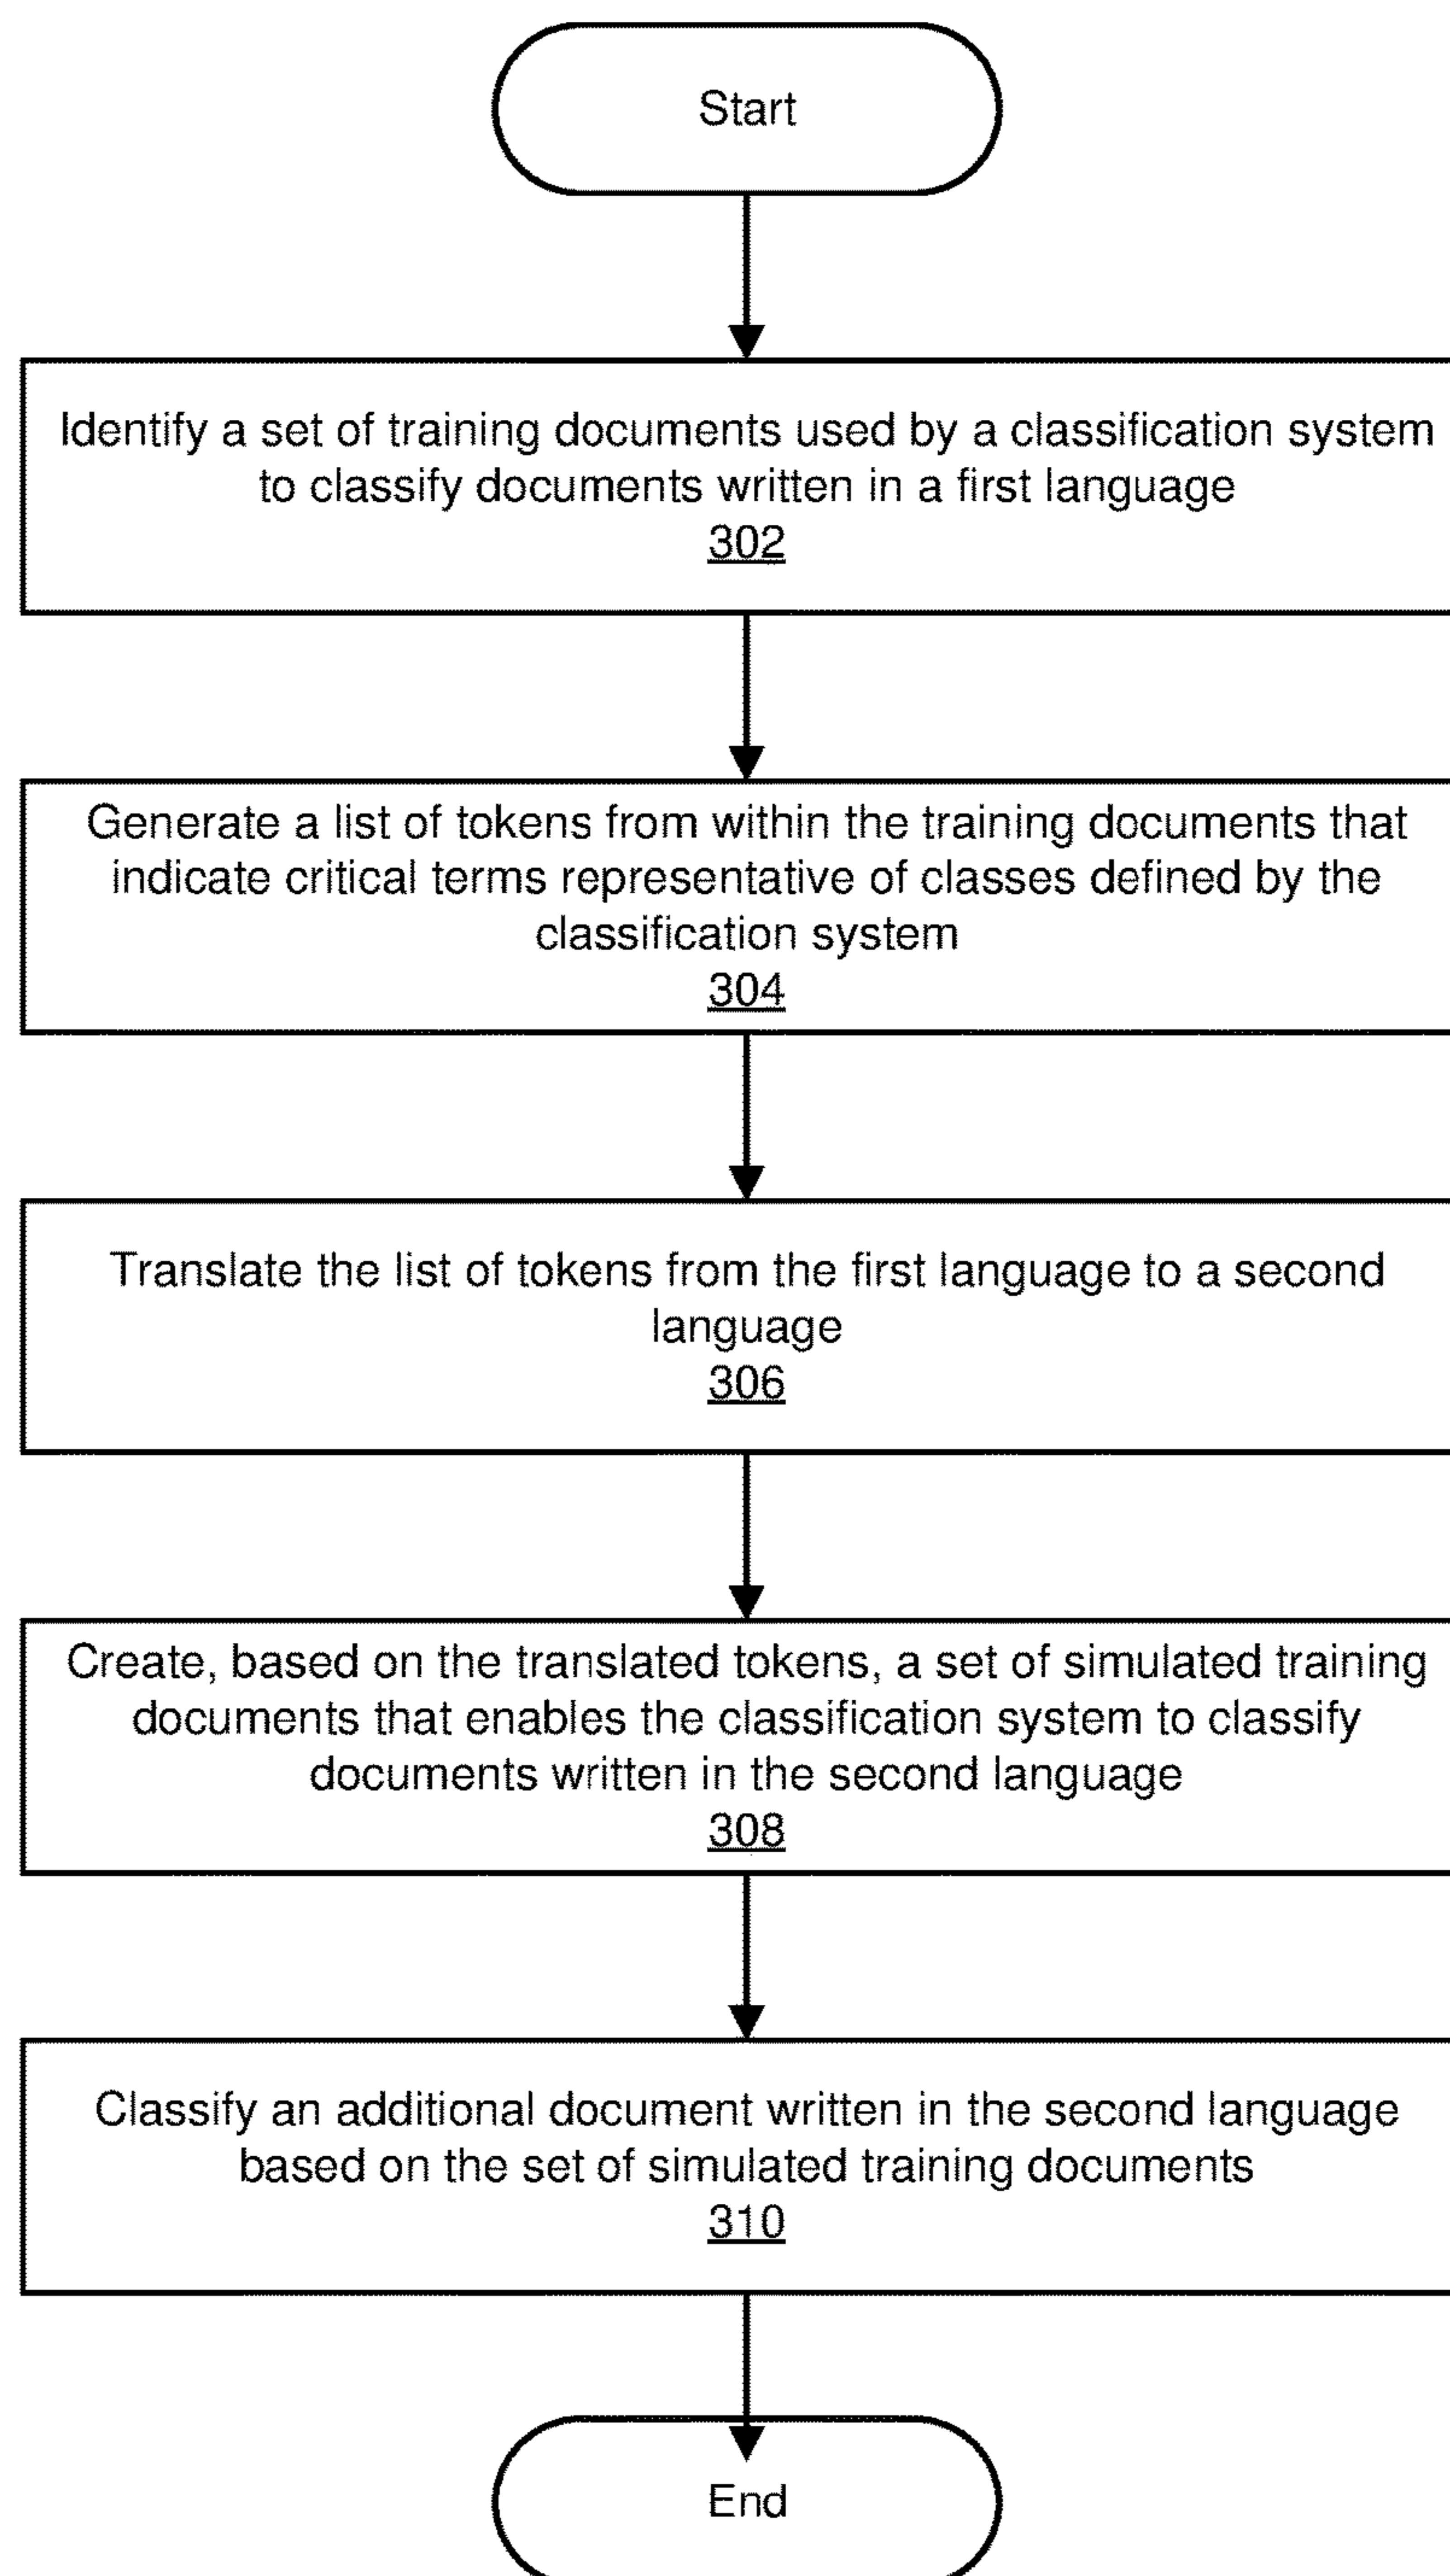 Start
Identify a set of training documents used by a classification system
to classify documents written in a first language
302
Generate a list of tokens from within the training documents that
indicate critical terms representative of classes defined by the
classification system
304
Translate the list of tokens from the first language to a second
language
306
Create, based on the translated tokens, a set of simulated training
documents that enables the classification system to classify
documents written in the second language
308
Classify an additional document written in the second language
based on the set of simulated training documents
310
End